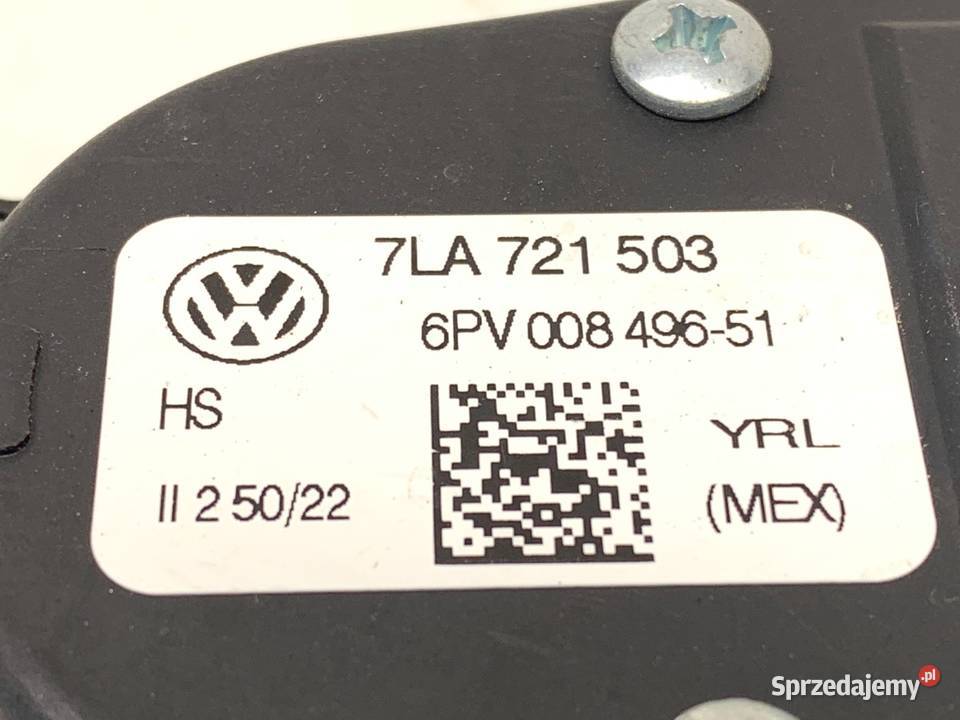 7LA 721 503
6PV 008 496-51
HS
YRL
II 2 50/22
(MEX)
Sprzedajemy.pl